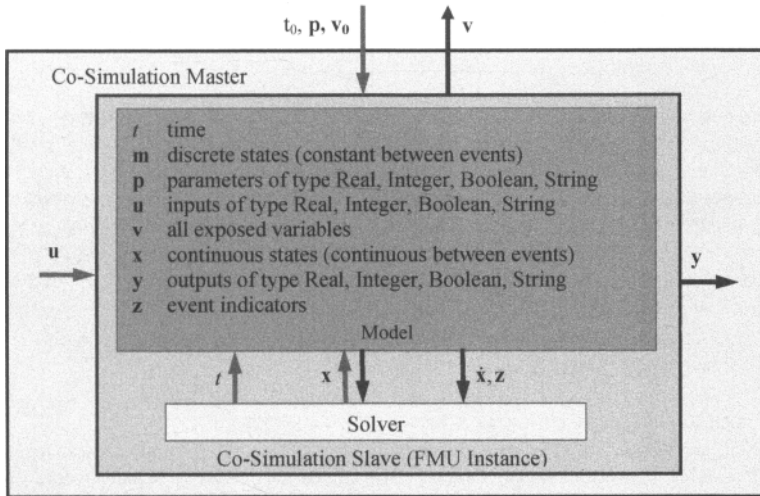 t₀, p, v₀
v
Co-Simulation Master
t time
m discrete states (constant between events)
p parameters of type Real, Integer, Boolean, String
u inputs of type Real, Integer, Boolean, String
v all exposed variables
x continuous states (continuous between events)
y outputs of type Real, Integer, Boolean, String
z event indicators
Model
u
y
t
x
ẋ, z
Solver
Co-Simulation Slave (FMU Instance)